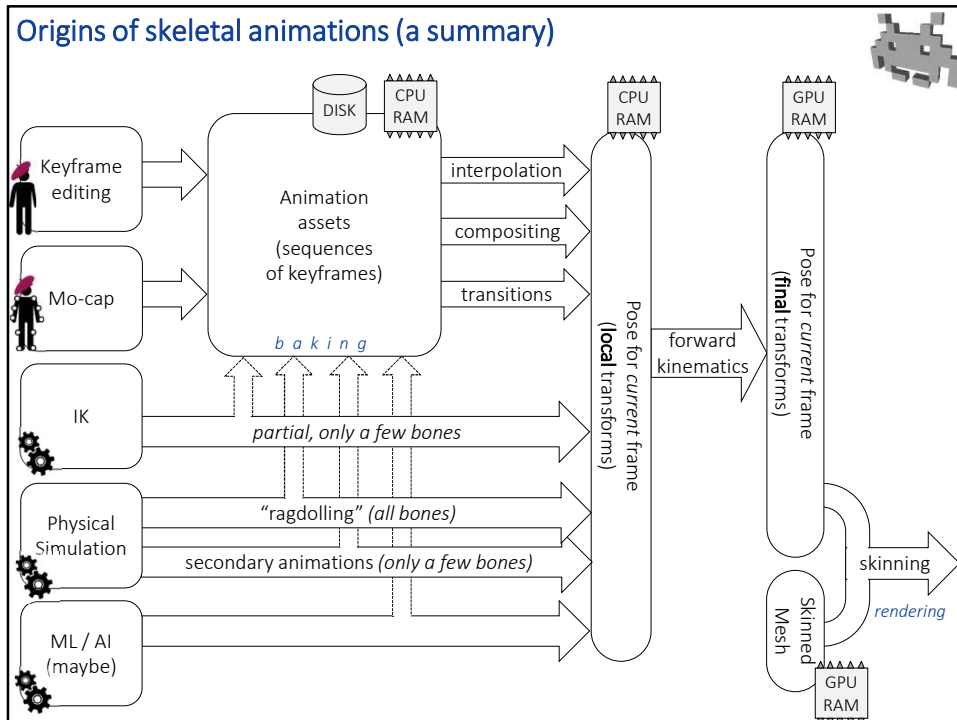 Origins of skeletal animations (a summary)
DISK
CPU
RAM
CPU
RAM
GPU
RAM
Keyframe
editing
Mo-cap
Animation
assets
(sequences
of keyframes)
baking
interpolation
compositing
transitions
IK
partial, only a few bones
Physical
Simulation
"ragdolling" (all bones)
secondary animations (only a few bones)
ML / AI
(maybe)
Pose for current frame
(local transforms)
forward
kinematics
Pose for current frame
(final transforms)
Skinned
Mesh
GPU
RAM
skinning
rendering